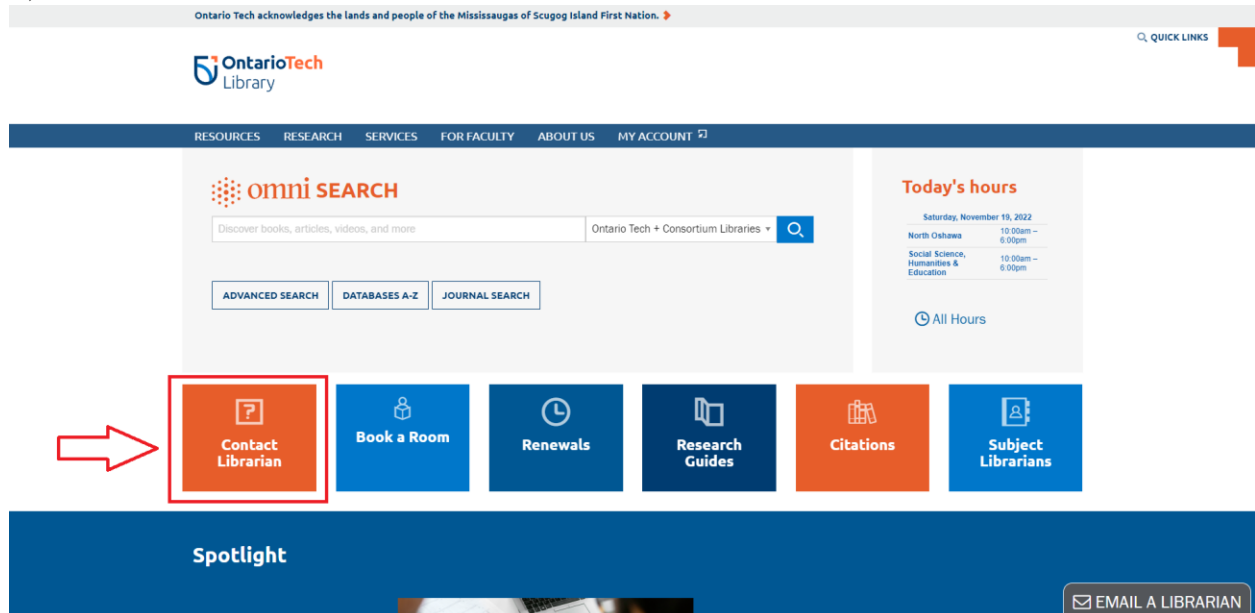 Ontario Tech acknowledges the lands and people of the Mississaugas of Scugog Island First Nation.
QUICK LINKS
OntarioTech
Library
RESOURCES RESEARCH SERVICES FOR FACULTY ABOUT US MY ACCOUNT
omni SEARCH
Discover books, articles, videos, and more
Ontario Tech + Consortium Libraries
ADVANCED SEARCH DATABASES A-Z JOURNAL SEARCH
Today's hours
Saturday, November 19, 2022
North Oshawa
10:00am –
6:00pm
Social Science,
Humanities &
Education
10:00am –
6:00pm
All Hours
Contact
Librarian
Book a Room
Renewals
Research
Guides
Citations
Subject
Librarians
Spotlight
EMAIL A LIBRARIAN